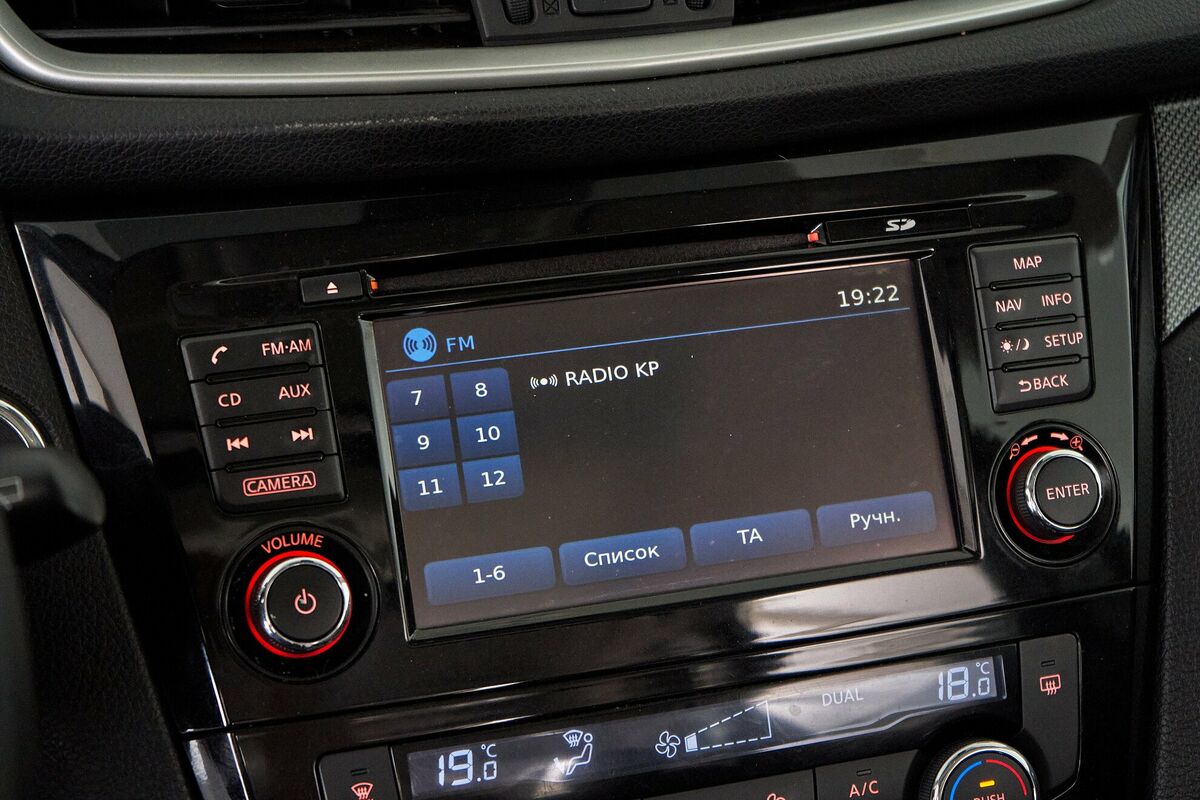 SD
MAP
NAV INFO
SETUP
BACK
ENTER
FM·AM
CD AUX
CAMERA
VOLUME
19:22
FM
RADIO KP
7 8
9 10
11 12
1-6 Список TA Ручн.
19.0 °C
DUAL
18.0 °C
A/C
PUSH